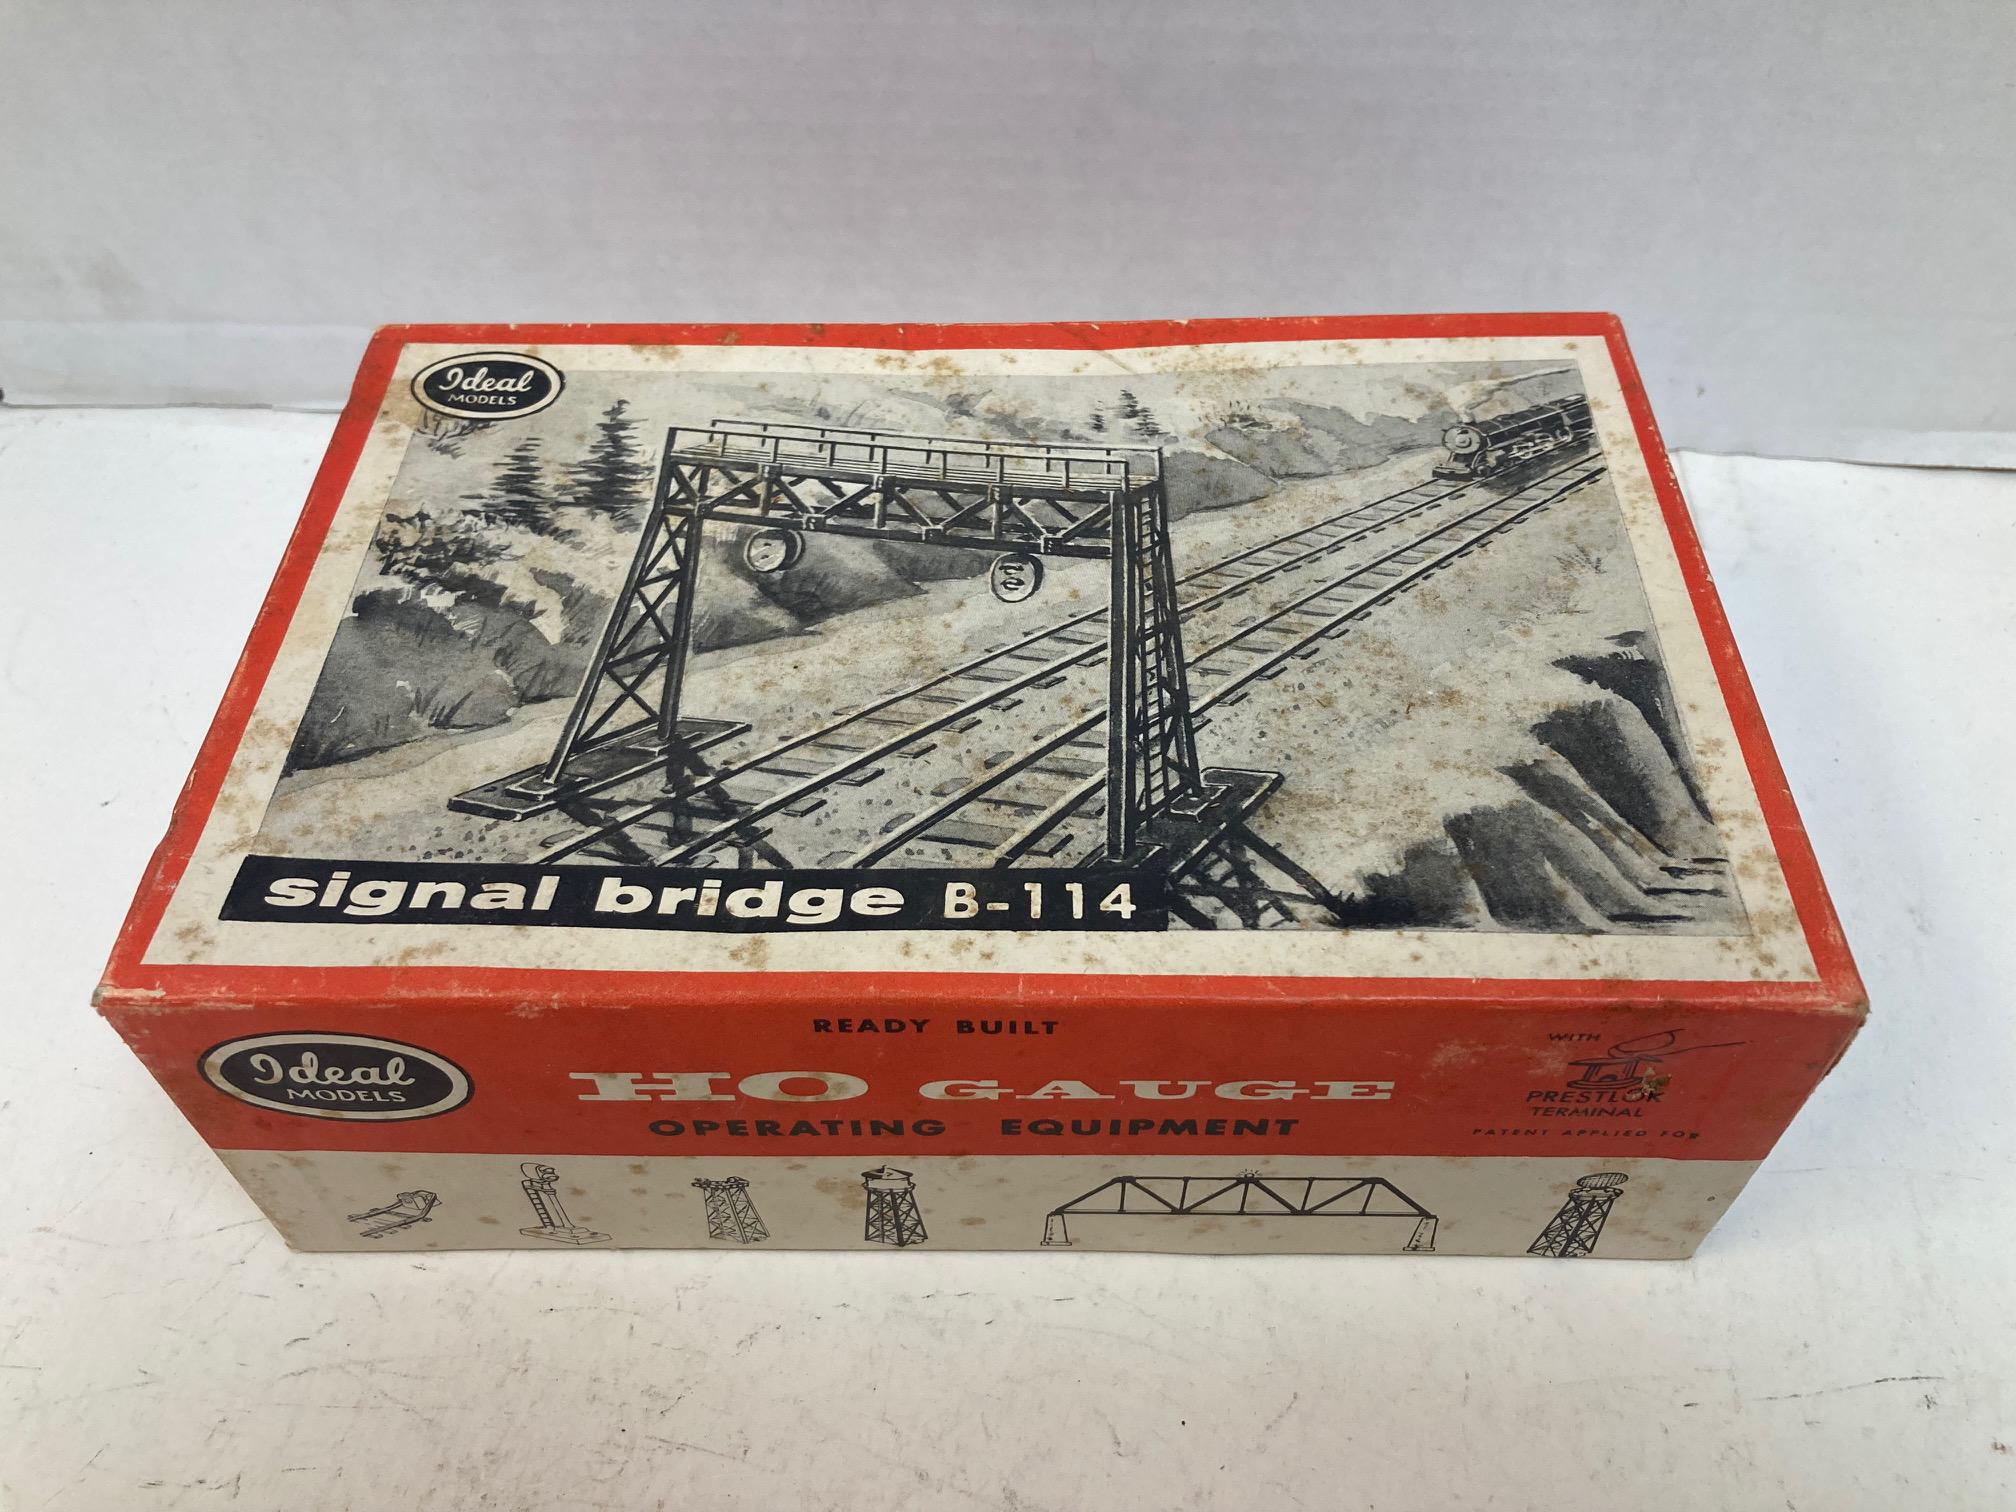 Ideal
MODELS
signal bridge B-114
READY BUILT
Ideal
MODELS
HO GAUGE
OPERATING EQUIPMENT
WITH
PRESTLOK
TERMINAL
PATENT APPLIED FOR